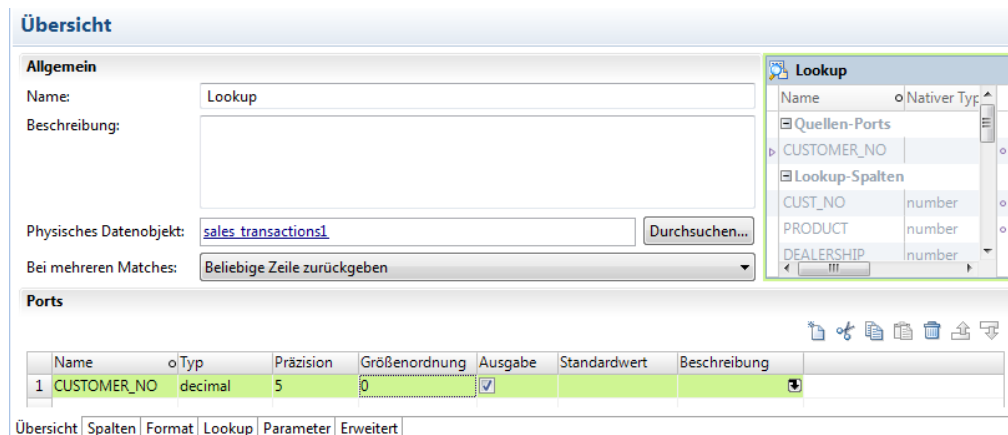 Übersicht
Allgemein
Name: Lookup
Beschreibung:
Physisches Datenobjekt: sales_transactions1 Durchsuchen...
Bei mehreren Matches: Beliebige Zeile zurückgeben
Lookup
Name Nativer Typ
Quellen-Ports
CUSTOMER_NO
Lookup-Spalten
CUST_NO number
PRODUCT number
DEALERSHIP number
Ports
Name Typ Präzision Größenordnung Ausgabe Standardwert Beschreibung
1 CUSTOMER_NO decimal 5 0
Übersicht Spalten Format Lookup Parameter Erweitert